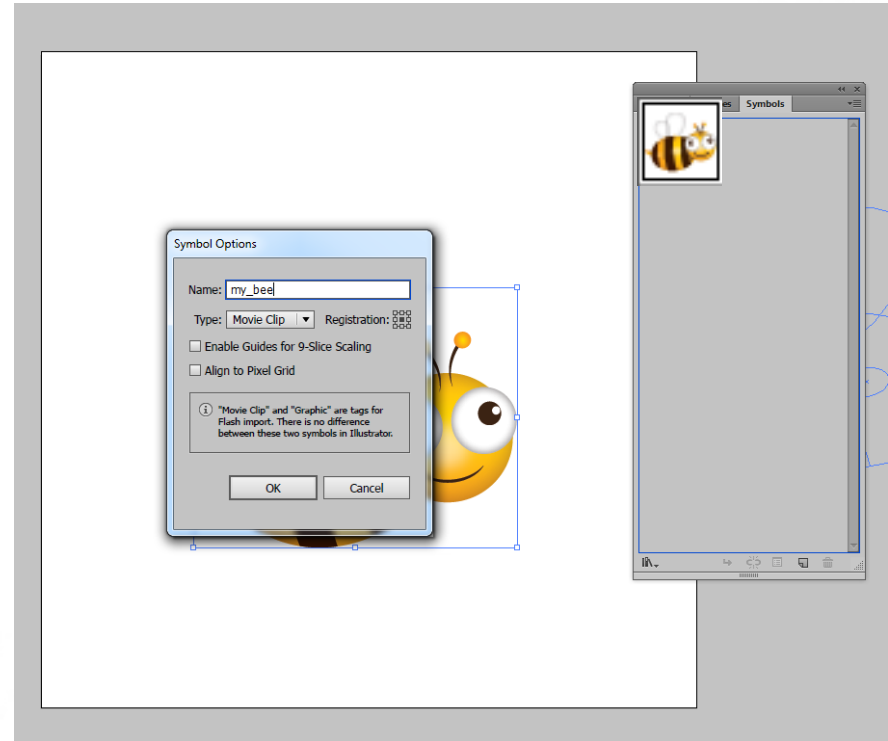 Symbols
Symbol Options
Name: my_bee
Type: Movie Clip Registration:
Enable Guides for 9-Slice Scaling
Align to Pixel Grid
"Movie Clip" and "Graphic" are tags for
Flash import. There is no difference
between these two symbols in Illustrator.
OK Cancel